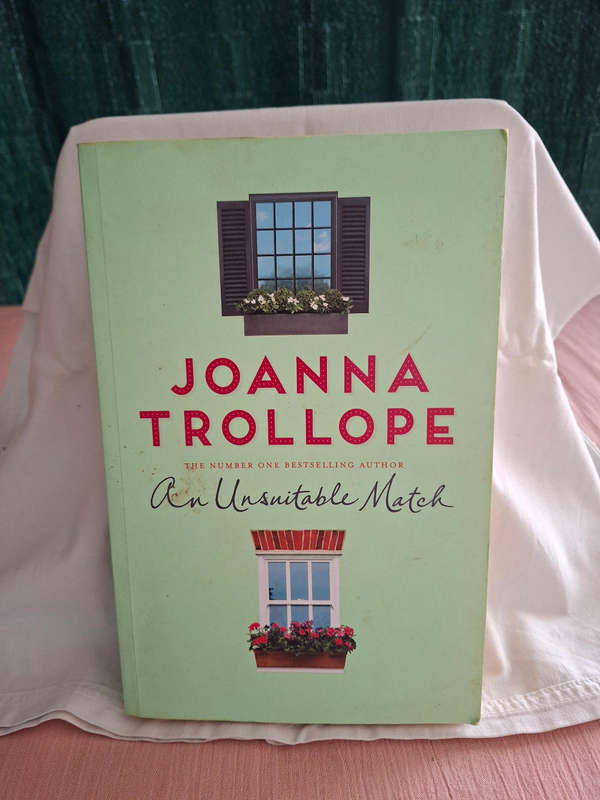 JOANNA
TROLLOPE
THE NUMBER ONE BESTSELLING AUTHOR
An Unsuitable Match